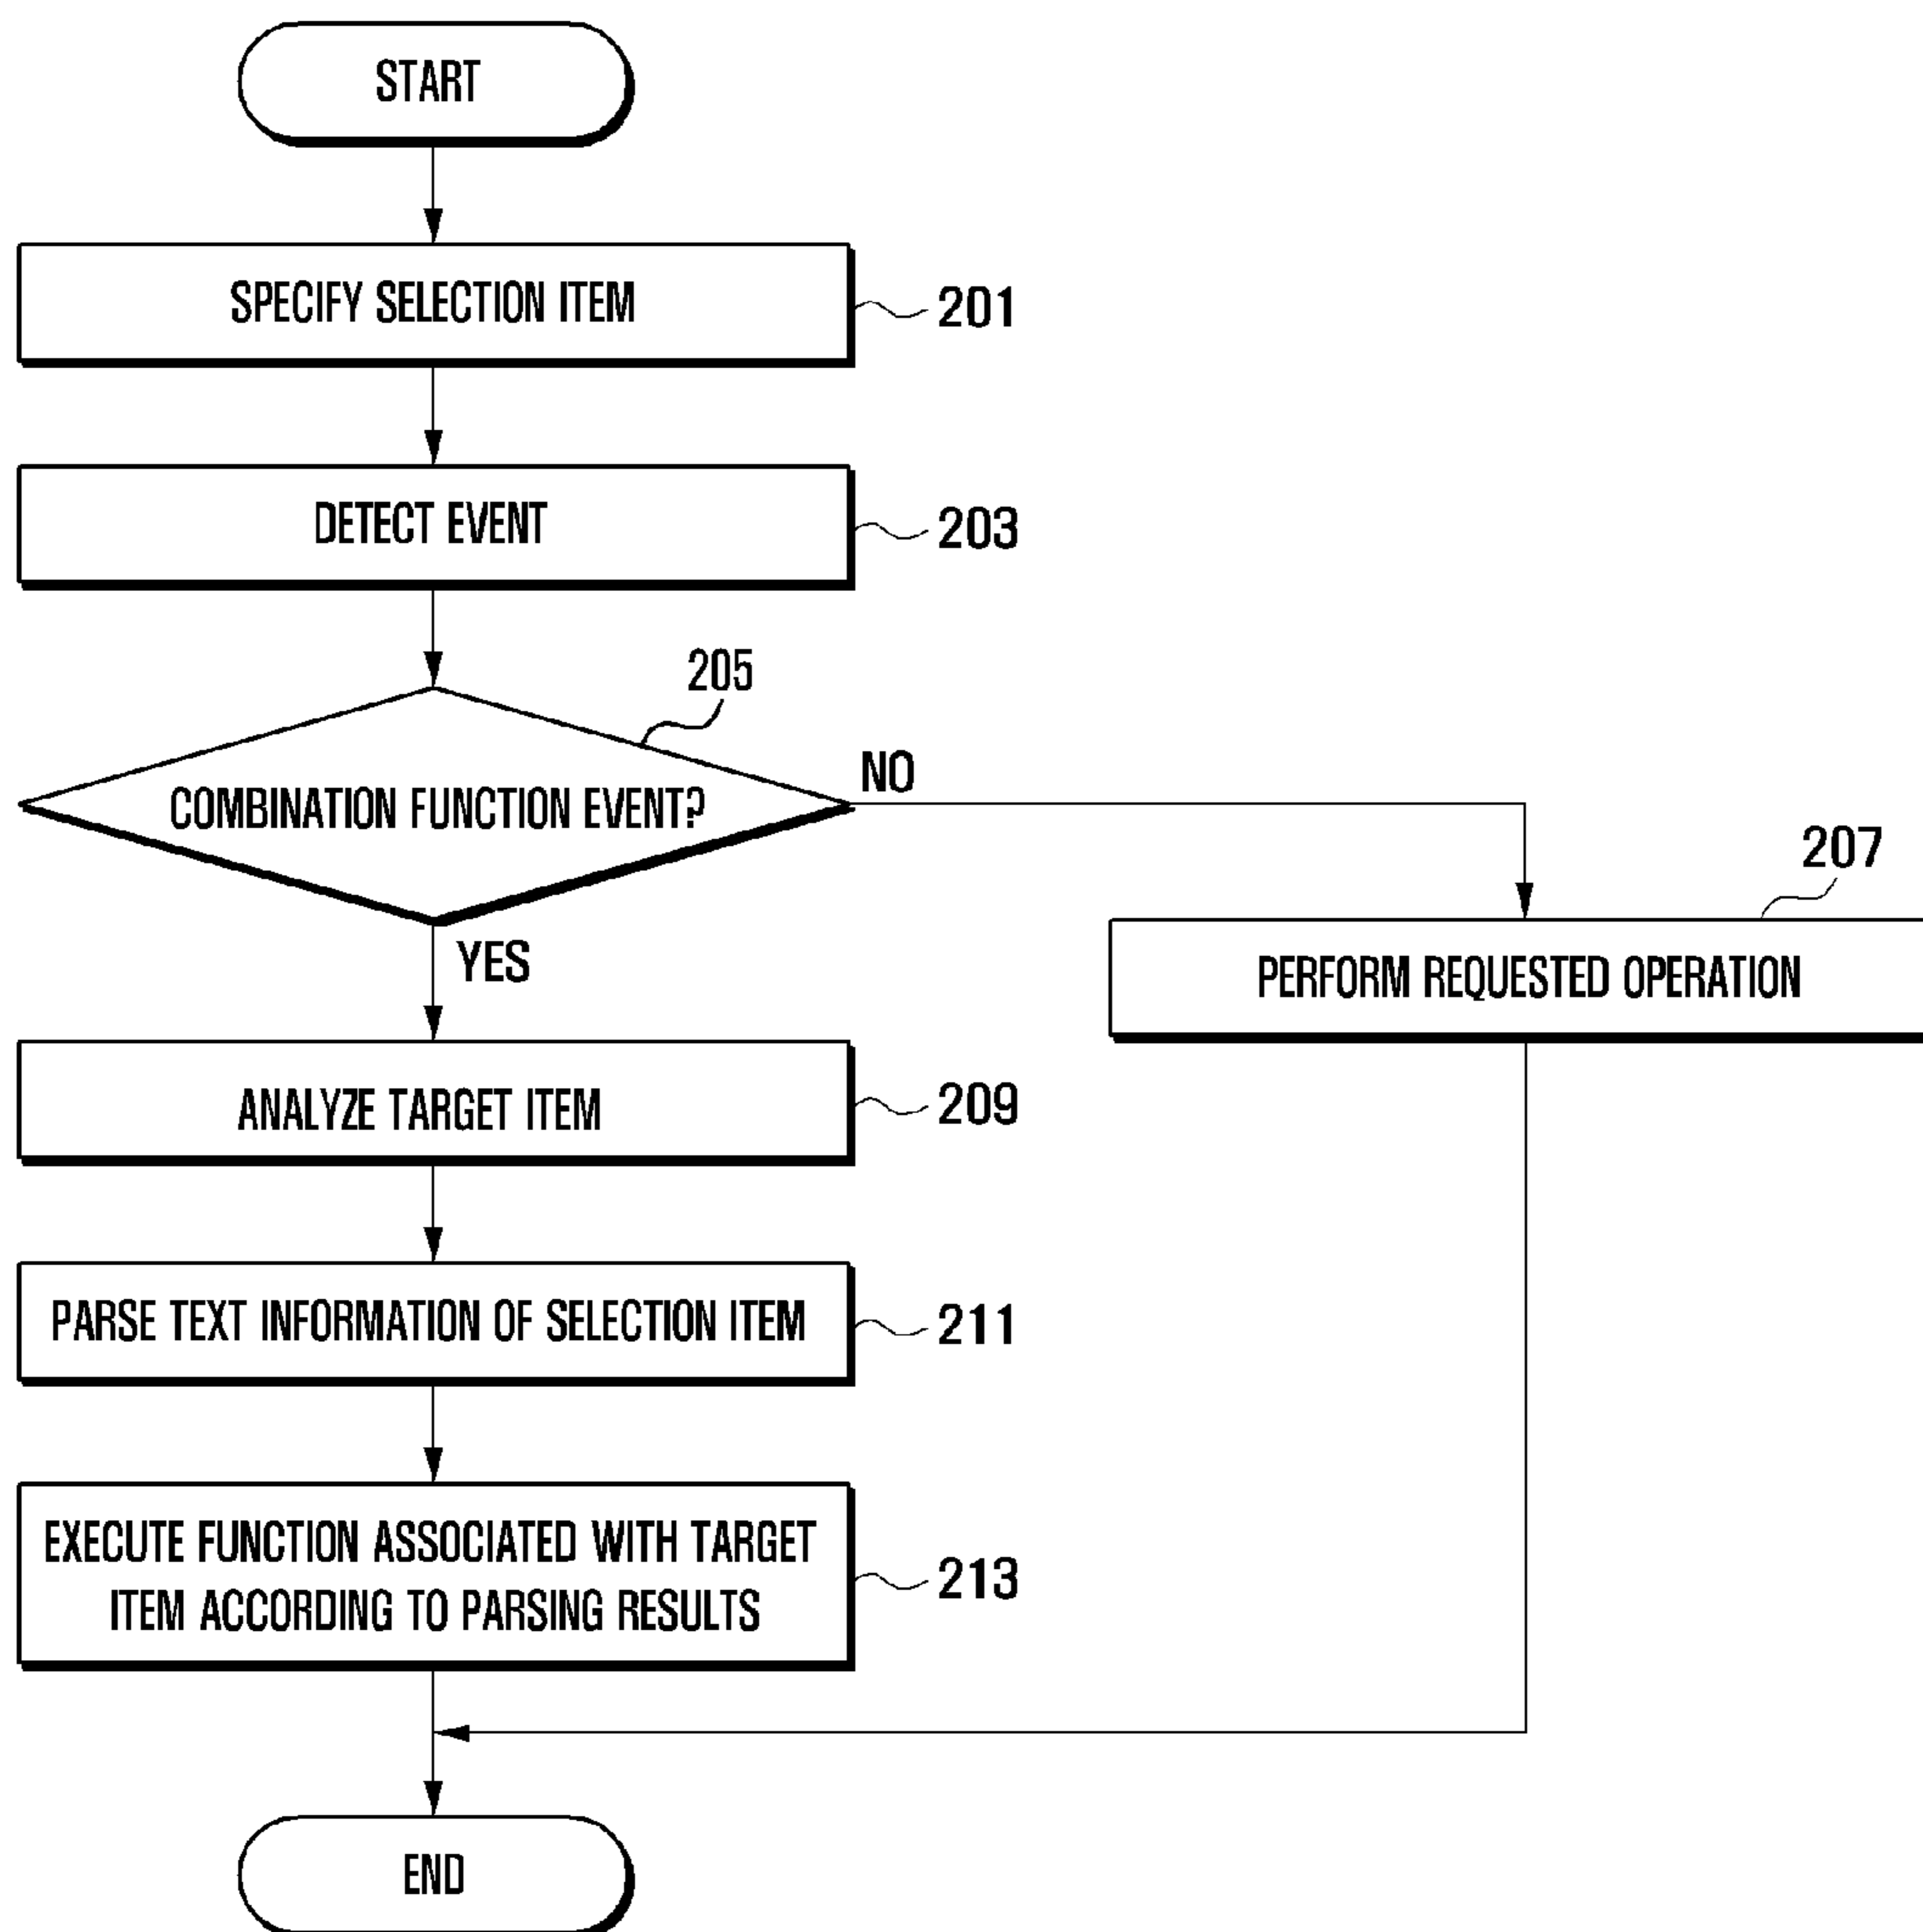 START
SPECIFY SELECTION ITEM
201
DETECT EVENT
203
205
COMBINATION FUNCTION EVENT?
NO
207
PERFORM REQUESTED OPERATION
YES
ANALYZE TARGET ITEM
209
PARSE TEXT INFORMATION OF SELECTION ITEM
211
EXECUTE FUNCTION ASSOCIATED WITH TARGET
ITEM ACCORDING TO PARSING RESULTS
213
END